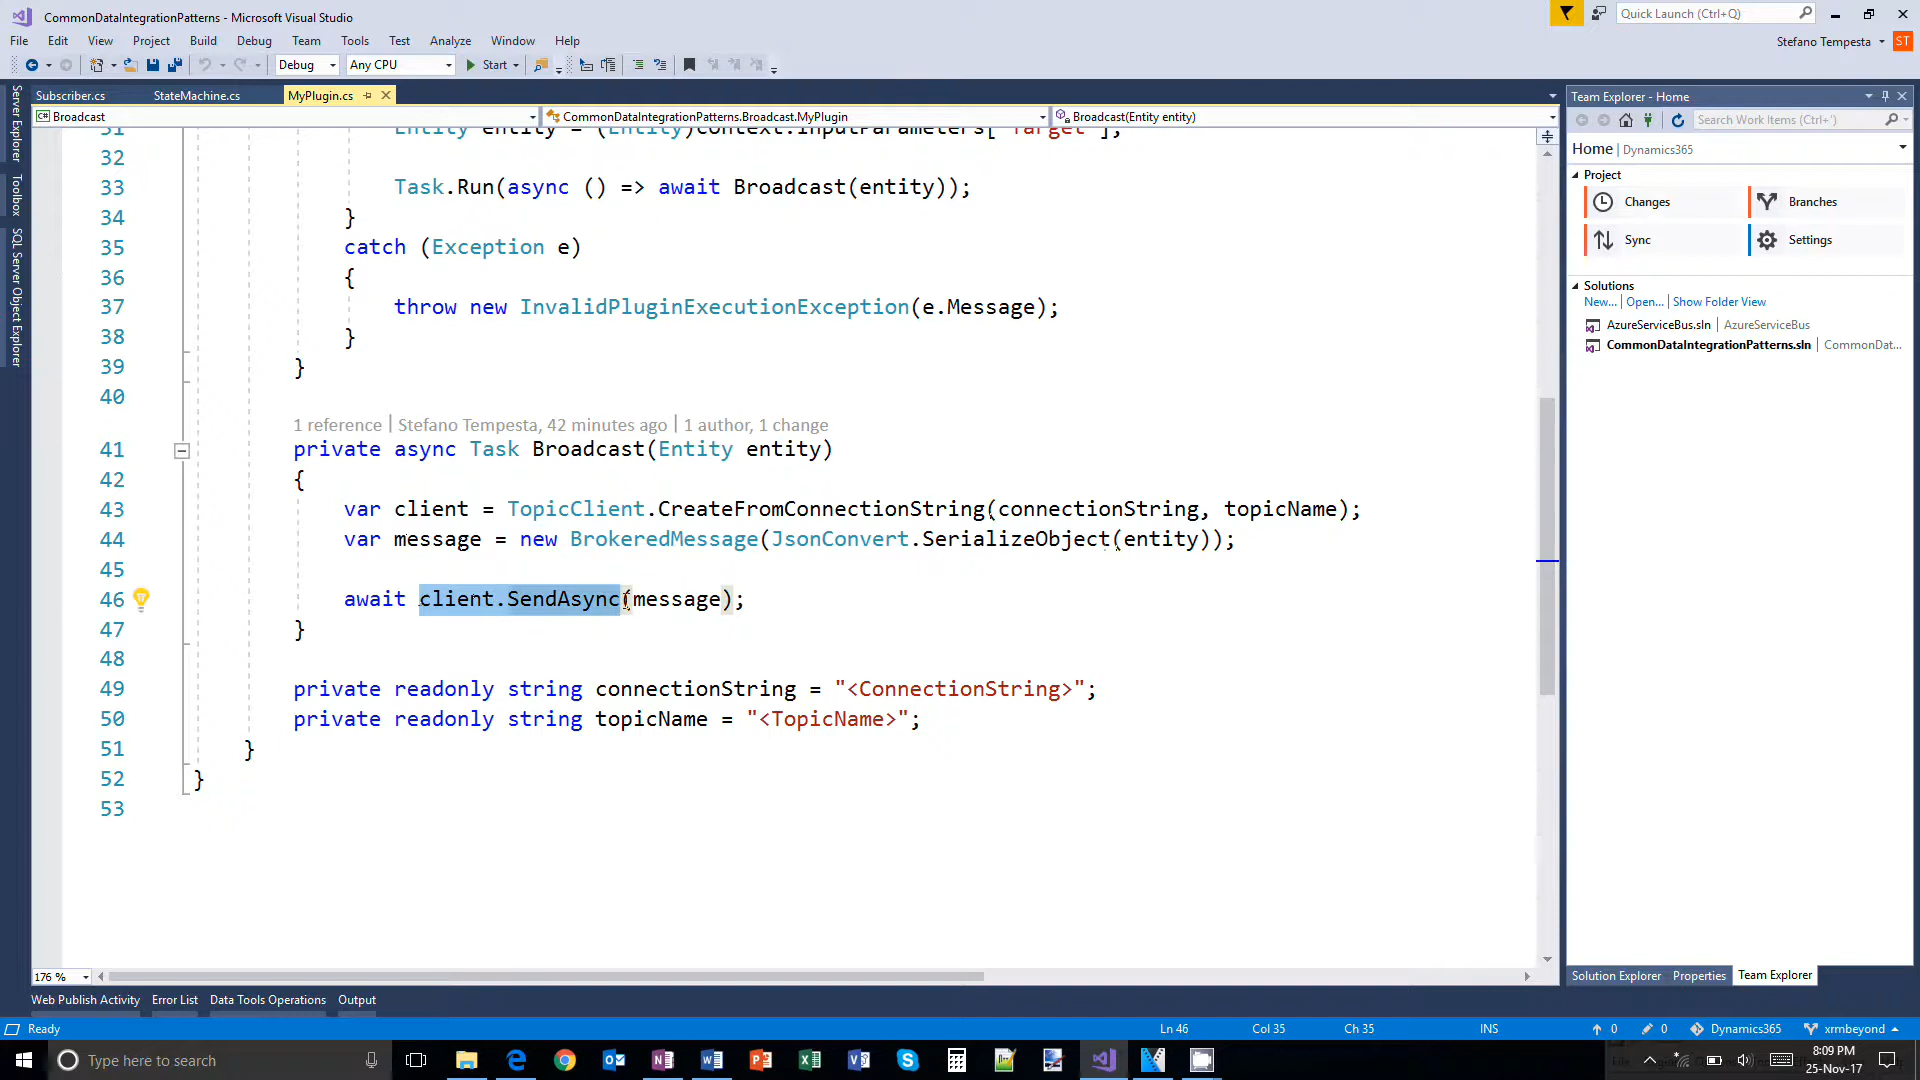 CommonDataIntegrationPatterns - Microsoft Visual Studio
Quick Launch (Ctrl+Q)
File Edit View Project Build Debug Team Tools Test Analyze Window Help
Stefano Tempesta
ST
Debug Any CPU Start
Server Explorer
Toolbox
SQL Server Object Explorer
Subscriber.cs StateMachine.cs MyPlugin.cs
Broadcast CommonDataIntegrationPatterns.Broadcast.MyPlugin Broadcast(Entity entity)
31 Entity entity = (Entity)context.InputParameters["Target"];
32
33 Task.Run(async () => await Broadcast(entity));
34 }
35 catch (Exception e)
36 {
37 throw new InvalidPluginExecutionException(e.Message);
38 }
39 }
40
1 reference | Stefano Tempesta, 42 minutes ago | 1 author, 1 change
41 private async Task Broadcast(Entity entity)
42 {
43 var client = TopicClient.CreateFromConnectionString(connectionString, topicName);
44 var message = new BrokeredMessage(JsonConvert.SerializeObject(entity));
45
46 await client.SendAsync(message);
47 }
48
49 private readonly string connectionString = "<ConnectionString>";
50 private readonly string topicName = "<TopicName>";
51 }
52 }
53
176 %
Team Explorer - Home
Search Work Items (Ctrl+')
Home | Dynamics365
Project
Changes Branches
Sync Settings
Solutions
New... | Open... | Show Folder View
AzureServiceBus.sln | AzureServiceBus
CommonDataIntegrationPatterns.sln | CommonDat...
Solution Explorer Properties Team Explorer
Web Publish Activity Error List Data Tools Operations Output
Ready Ln 46 Col 35 Ch 35 INS 0 0 Dynamics365 xrmbeyond
Type here to search
8:09 PM
25-Nov-17